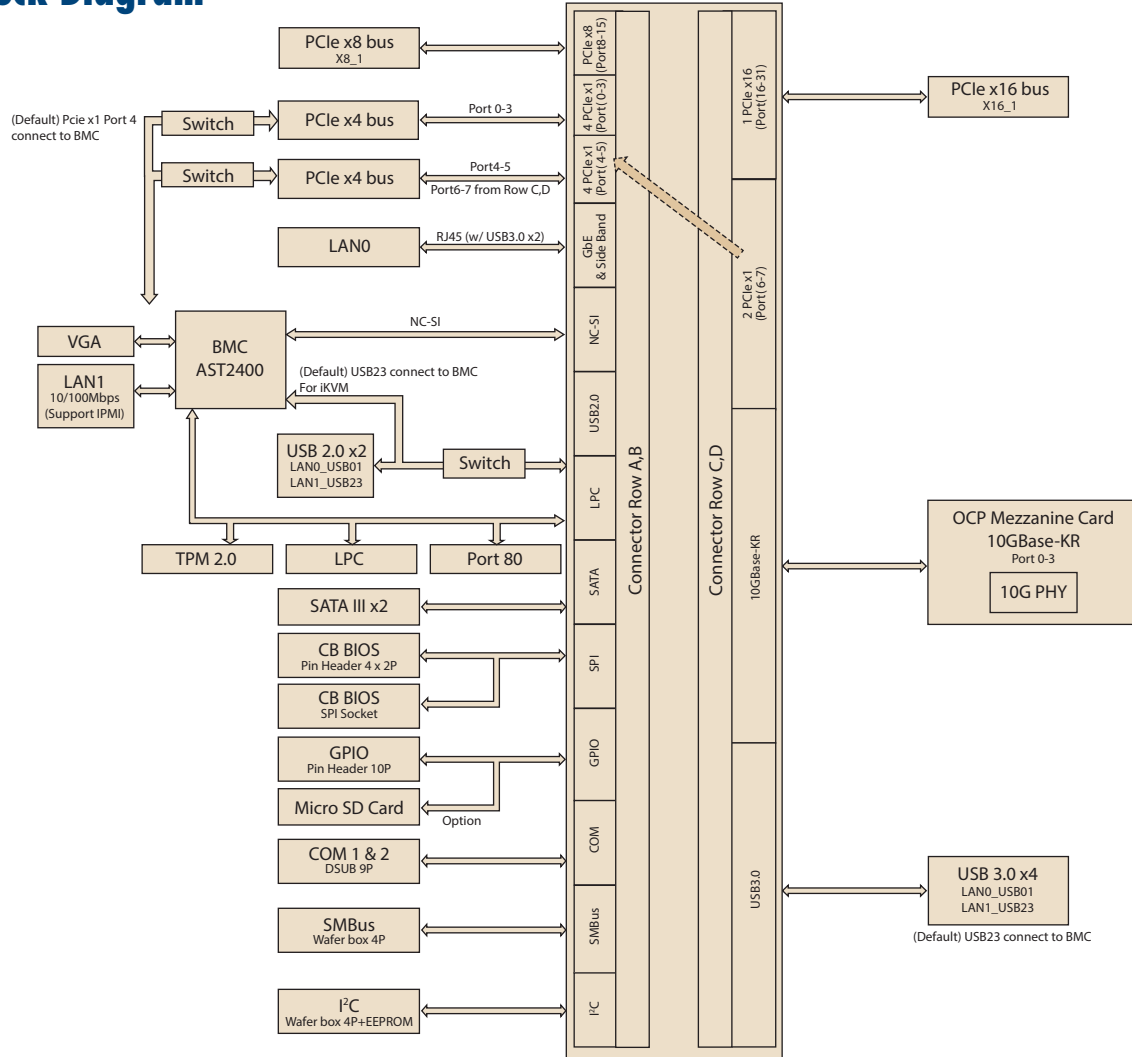 PCIe x8 bus
X8_1
(Default) Pcie x1 Port 4
connect to BMC
Switch
PCIe x4 bus
Port 0-3
Switch
PCIe x4 bus
Port4-5
Port6-7 from Row C,D
LAN0
RJ45 (w/ USB3.0 x2)
VGA
LAN1
10/100Mbps
(Support IPMI)
BMC
AST2400
NC-SI
(Default) USB23 connect to BMC
For iKVM
USB 2.0 x2
LAN0_USB01
LAN1_USB23
Switch
TPM 2.0
LPC
Port 80
SATA III x2
CB BIOS
Pin Header 4 x 2P
CB BIOS
SPI Socket
GPIO
Pin Header 10P
Micro SD Card
Option
COM 1 & 2
DSUB 9P
SMBus
Wafer box 4P
I²C
Wafer box 4P+EEPROM
PCIe x8
(Port8-15)
4 PCIe x1
(Port(0-3)
4 PCIe x1
(Port( 4-5)
GbE
& Side Band
NC-SI
USB2.0
LPC
SATA
SPI
GPIO
COM
SMBus
I²C
Connector Row A,B
Connector Row C,D
1 PCIe x16
(Port(16-31)
2 PCIe x1
(Port( 6-7)
10GBase-KR
USB3.0
PCIe x16 bus
X16_1
OCP Mezzanine Card
10GBase-KR
Port 0-3
10G PHY
USB 3.0 x4
LAN0_USB01
LAN1_USB23
(Default) USB23 connect to BMC